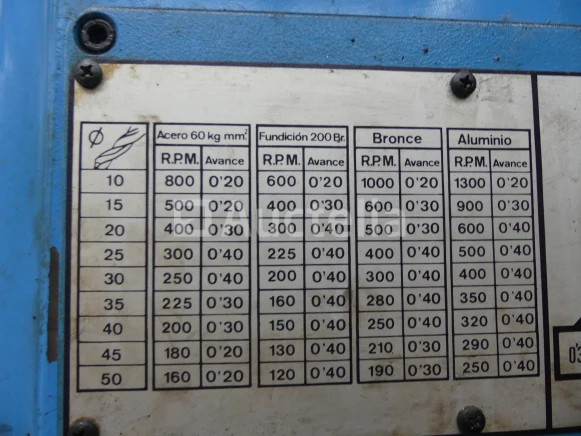 Ø Acero 60 kg mm² Fundición 200 Br. Bronce Aluminio
R.P.M. Avance R.P.M. Avance R.P.M. Avance R.P.M. Avance
10 800 0'20 600 0'20 1000 0'20 1300 0'20
15 500 0'20 400 0'30 600 0'30 900 0'30
20 400 0'30 300 0'40 500 0'30 600 0'40
25 300 0'40 225 0'40 400 0'40 500 0'40
30 250 0'40 200 0'40 300 0'40 400 0'40
35 225 0'30 160 0'40 280 0'40 350 0'40
40 200 0'30 150 0'40 250 0'40 320 0'40
45 180 0'20 130 0'40 210 0'30 290 0'40
50 160 0'20 120 0'40 190 0'30 250 0'40
Auctelia